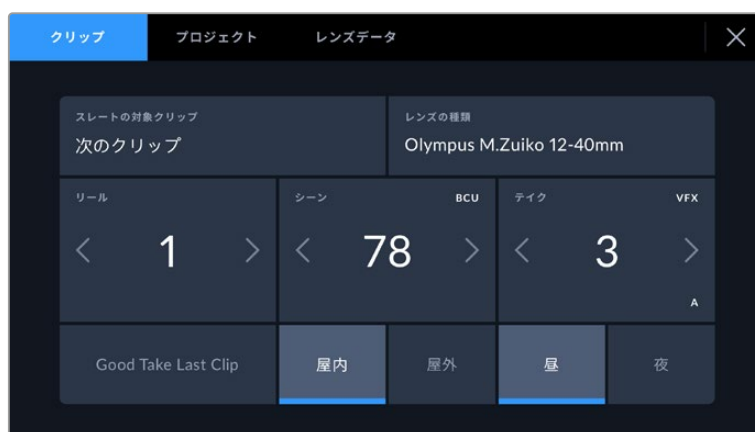 クリップ プロジェクト レンズデータ
スレートの対象クリップ レンズの種類
次のクリップ Olympus M.Zuiko 12-40mm
リール シーン BCU テイク VFX
1 78 3
A
Good Take Last Clip 屋内 屋外 昼 夜